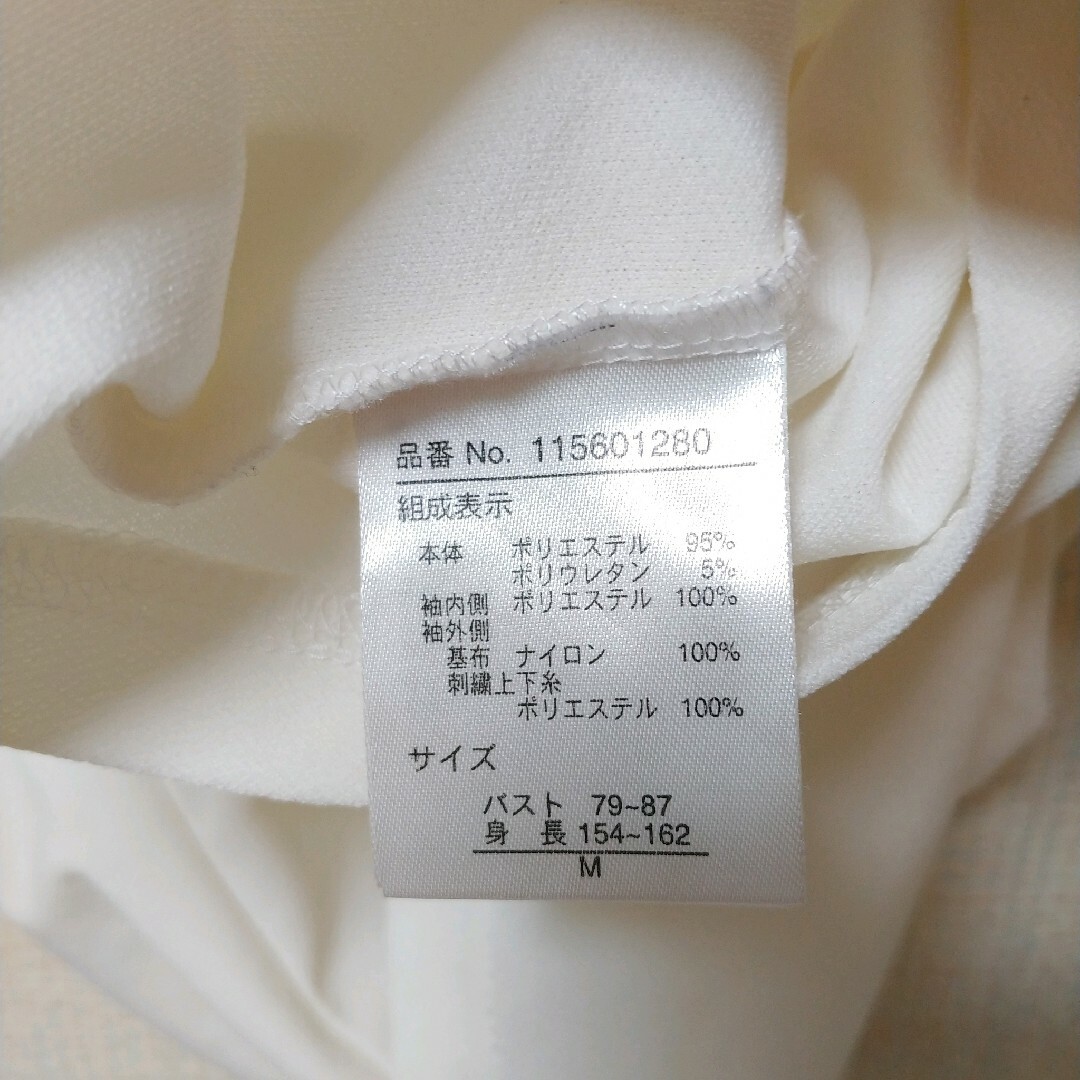 品番 No. 115601280
組成表示
本体 ポリエステル 95%
ポリウレタン 5%
袖内側 ポリエステル 100%
袖外側
基布 ナイロン 100%
刺繍上下糸
ポリエステル 100%
サイズ
バスト 79~87
身 長 154~162
M